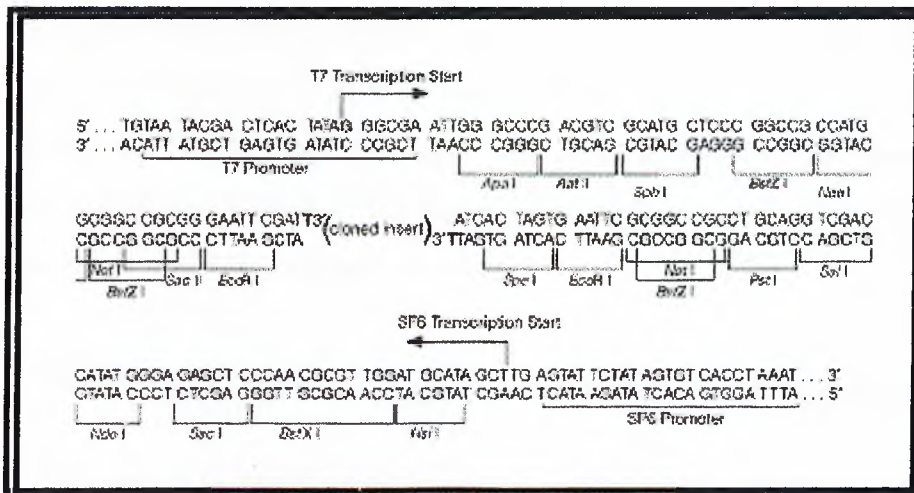 T7 Transcription Start
5' ... TGTAA TACGA CTCAC TATAG GGCGA ATTGG GCCCG ACGTC GCATG CTCCC GGCCG CCATG
3' ... ACATT ATGCT GAGTG ATATC CCGCT TAACC CGGGC TGCAG CGTAC GAGGG CCGGC GGTAC
T7 Promoter
Apa I Aat II Sph I BstZ I Nco I
GCGGC CGCGG GAATT CGATT3' (cloned insert) ATCAC TAGTG AATTC GCGGC CGCCT GCAGG TCGAC
CGCCG GCGCC CTTAA GCTA 3'TTAGTG ATCAC TTAAG CGCCG GCGGA CGTCC AGCTG
Not I Sac II EcoR I Spe I EcoR I Not I Pst I Sal I
BstZ I BstZ I
SP6 Transcription Start
CATAT GGGA GAGCT CCCAA CGCGT TGGAT GCATA GCTTG AGTAT TCTAT AGTGT CACCT AAAT ... 3'
GTATA CCCT CTCGA GGGTT GCGCA ACCTA CGTAT CGAAC TCATA AGATA TCACA GTGGA TTTA ... 5'
Nde I Sac I BstX I Nsi I
SP6 Promoter